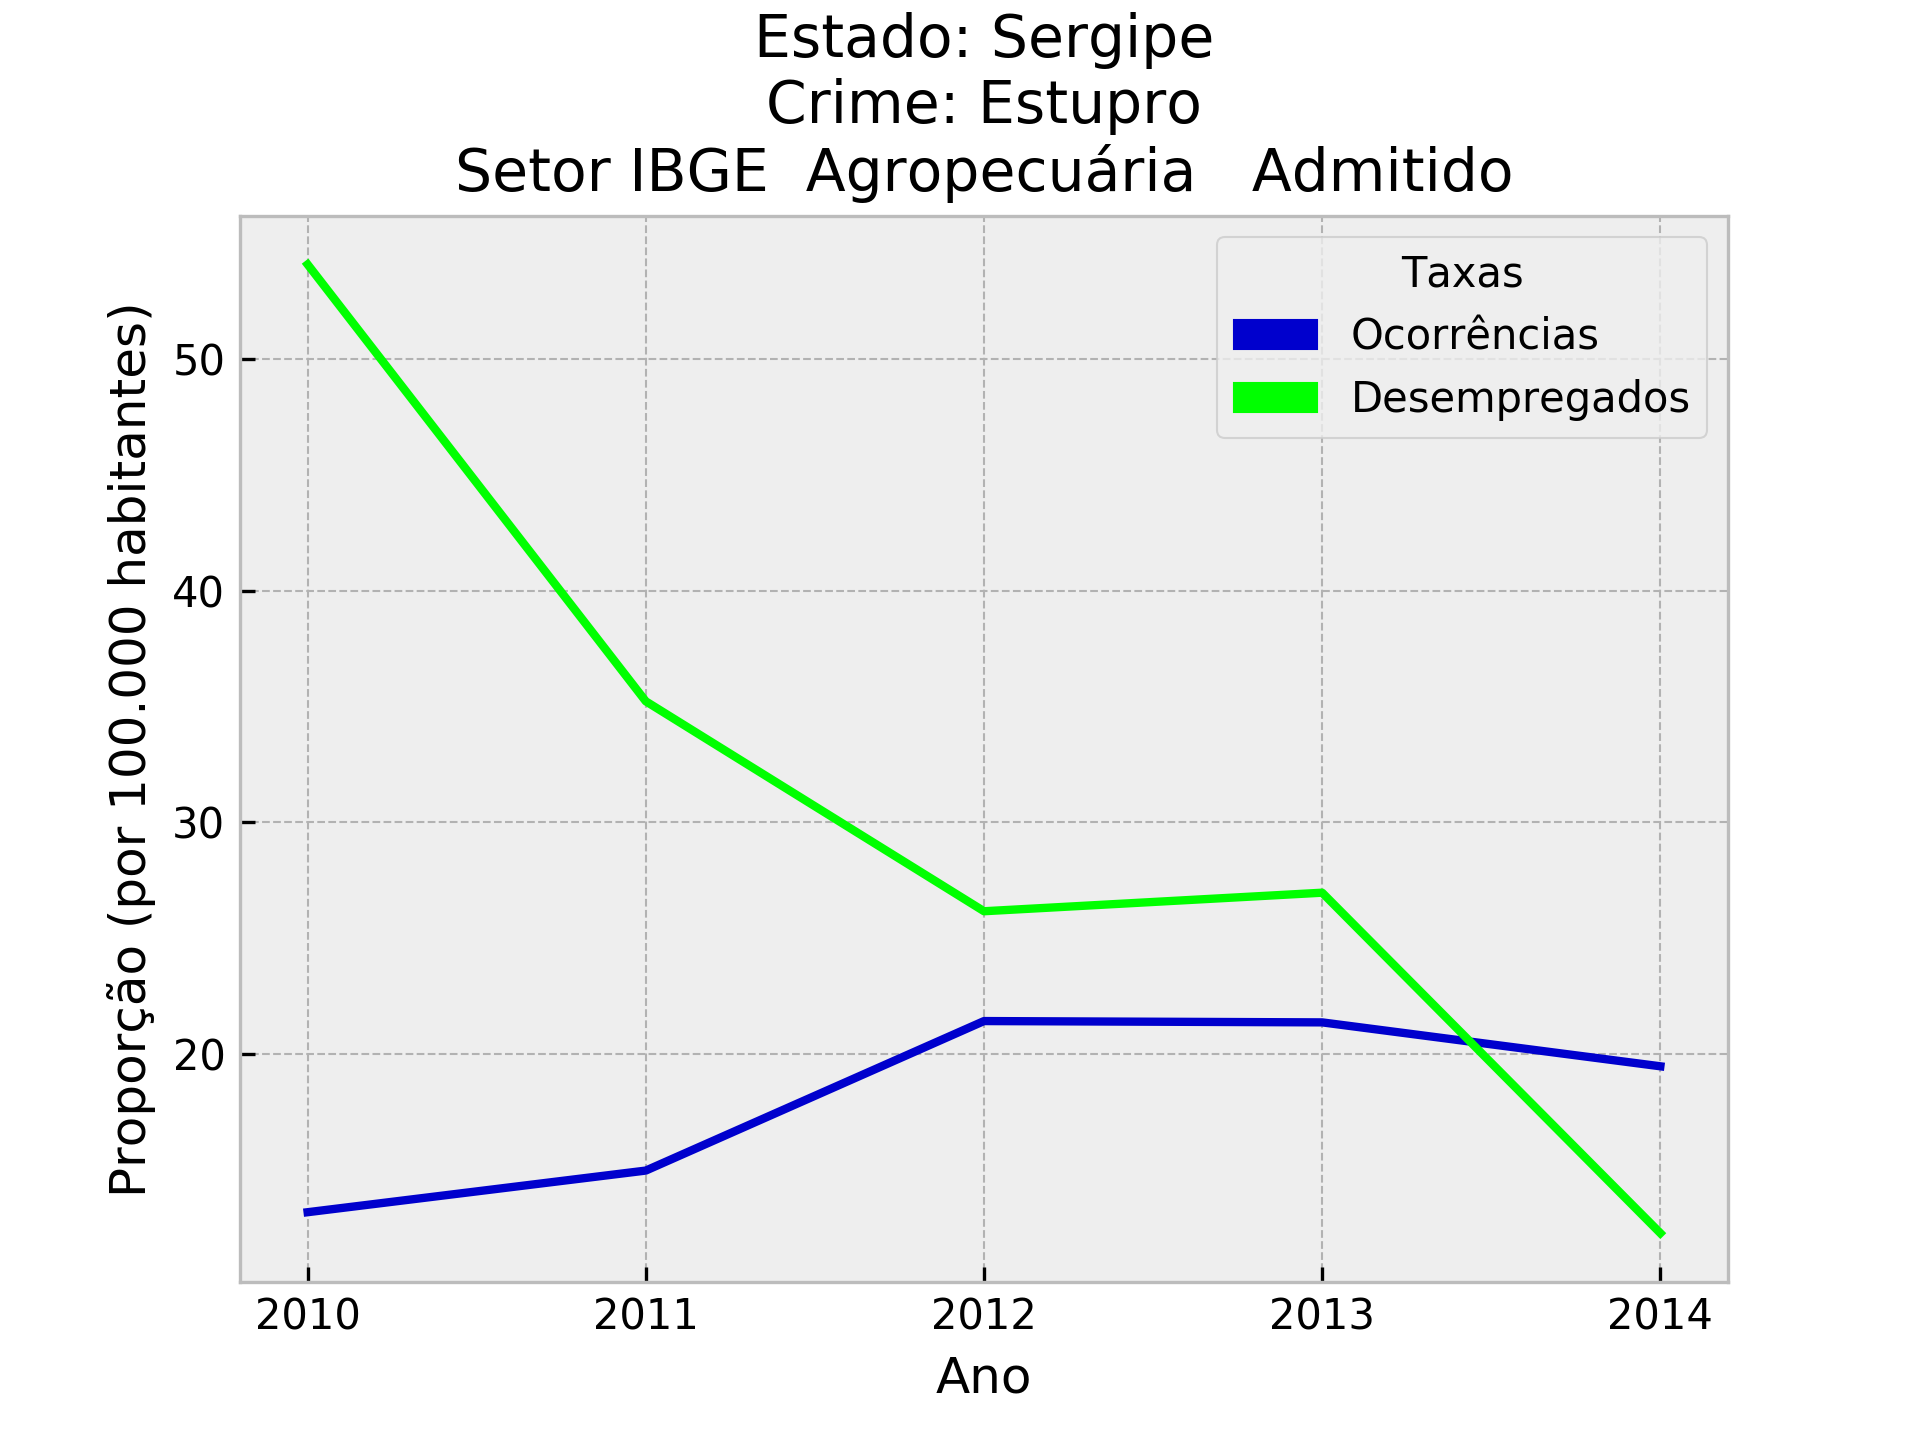 Estado: Sergipe
Crime: Estupro
Setor IBGE  Agropecuária   Admitido
Taxas
Ocorrências
Desempregados
Proporção (por 100.000 habitantes)
50
40
30
20
2010 2011 2012 2013 2014
Ano